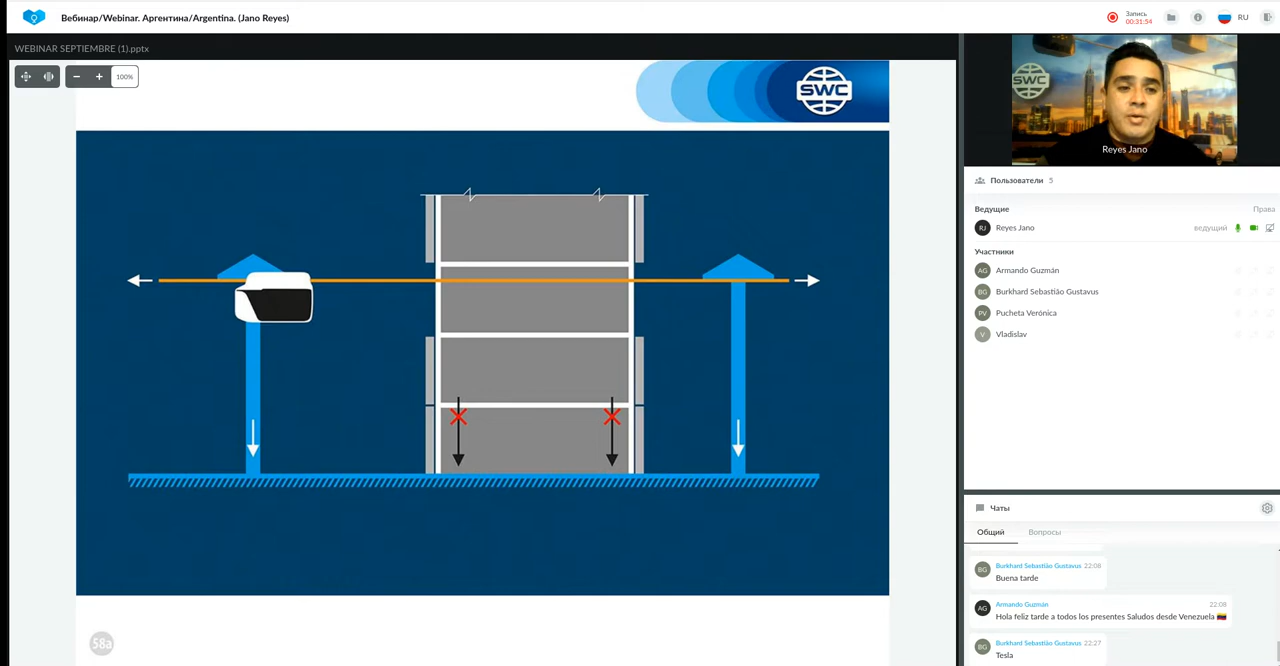 Вебинар/Webinar. Аргентина/Argentina. (Jano Reyes)
Запись
00:31:54
RU
WEBINAR SEPTIEMBRE (1).pptx
100%
SWC
SWC
Reyes Jano
Пользователи 5
Ведущие Права
RJ Reyes Jano ведущий
Участники
AG Armando Guzmán
BG Burkhard Sebastião Gustavus
PV Pucheta Verónica
V Vladislav
Чаты
Общий Вопросы
BG Burkhard Sebastião Gustavus 22:08
Buena tarde
AG Armando Guzmán 22:08
Hola feliz tarde a todos los presentes Saludos desde Venezuela 🇻🇪
BG Burkhard Sebastião Gustavus 22:27
Tesla
58a